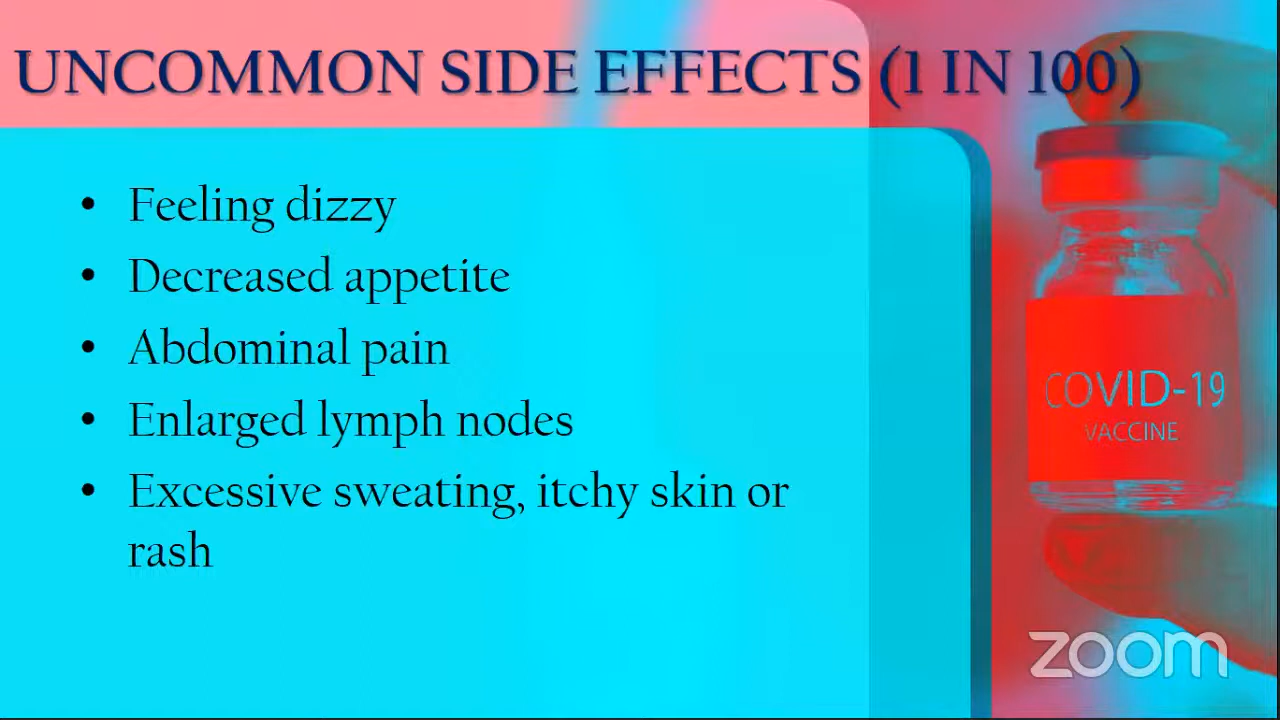 UNCOMMON SIDE EFFECTS (1 IN 100)
• Feeling dizzy
• Decreased appetite
• Abdominal pain
• Enlarged lymph nodes
• Excessive sweating, itchy skin or
rash
COVID-19
VACCINE
zoom